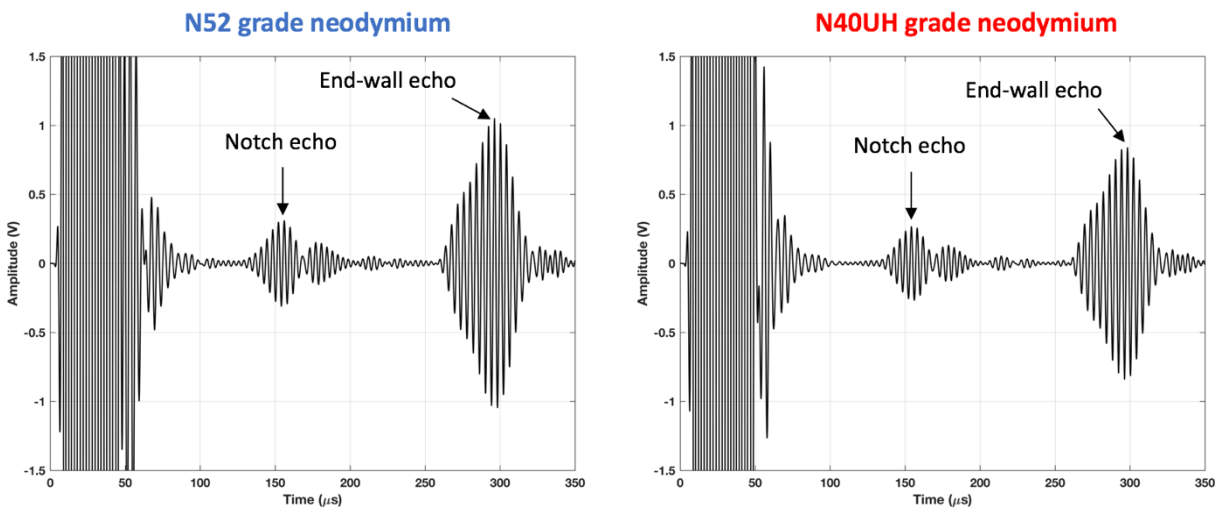 N52 grade neodymium
1.5
1
0.5
0
-0.5
-1
-1.5
Amplitude (V)
End-wall echo
Notch echo
0 50 100 150 200 250 300 350
Time (μs)
N40UH grade neodymium
1.5
1
0.5
0
-0.5
-1
-1.5
Amplitude (V)
End-wall echo
Notch echo
0 50 100 150 200 250 300 350
Time (μs)